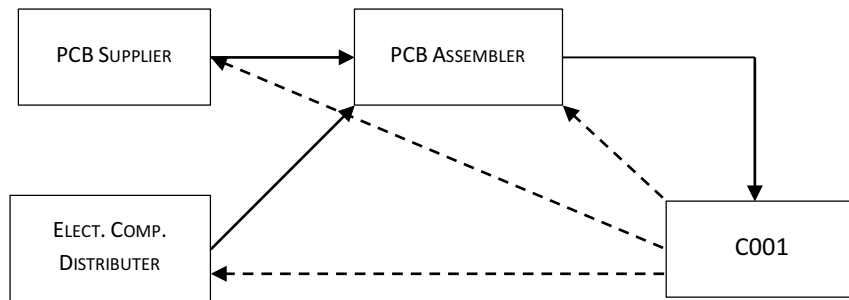 PCB SUPPLIER
PCB ASSEMBLER
ELECT. COMP.
DISTRIBUTER
C001